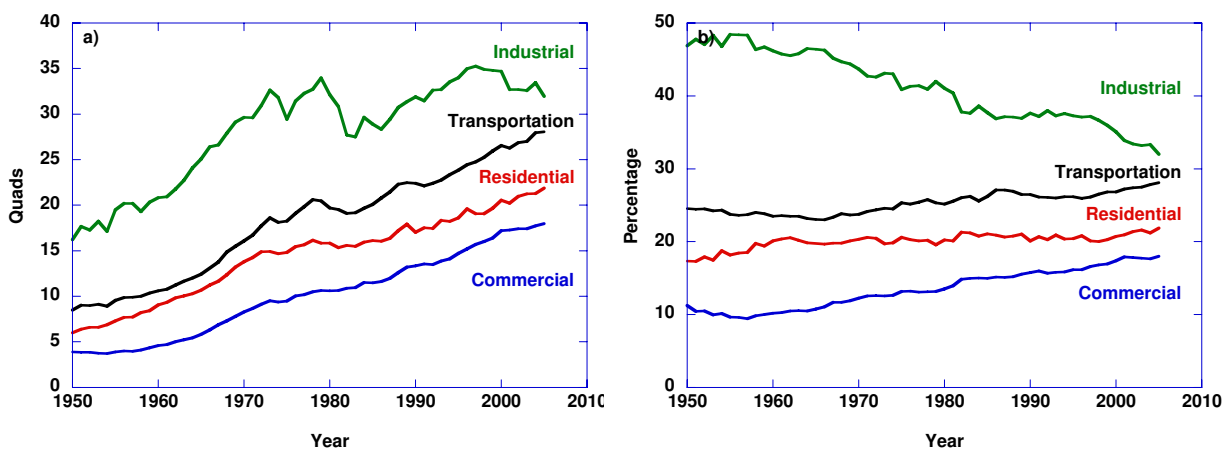 a)
40
35
30
25
20
15
10
5
0
Quads
Industrial
Transportation
Residential
Commercial
1950 1960 1970 1980 1990 2000 2010
Year
b)
50
40
30
20
10
0
Percentage
Industrial
Transportation
Residential
Commercial
1950 1960 1970 1980 1990 2000 2010
Year